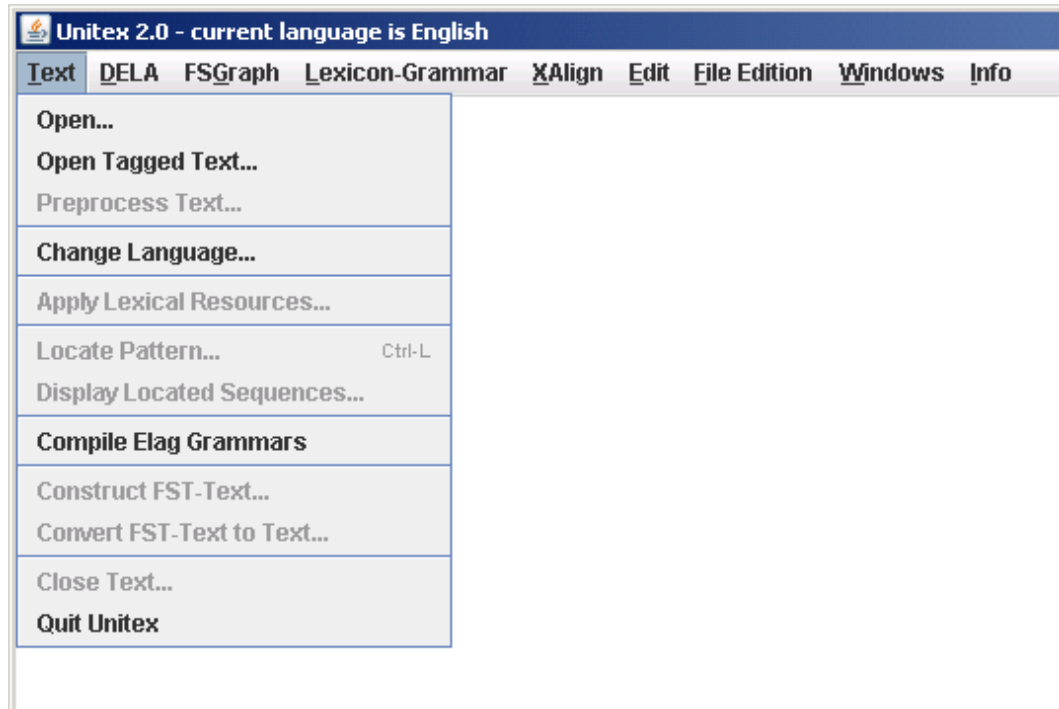 Unitex 2.0 - current language is English
Text DELA FSGraph Lexicon-Grammar XAlign Edit File Edition Windows Info
Open...
Open Tagged Text...
Preprocess Text...
Change Language...
Apply Lexical Resources...
Locate Pattern... Ctrl-L
Display Located Sequences...
Compile Elag Grammars
Construct FST-Text...
Convert FST-Text to Text...
Close Text...
Quit Unitex